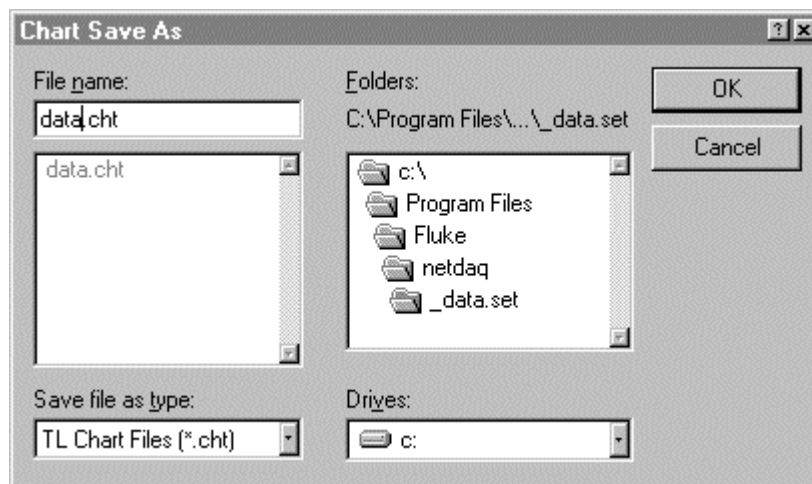 Chart Save As
File name:
data.cht
data.cht
Save file as type:
TL Chart Files (*.cht)
Folders:
C:\Program Files\...\_data.set
c:\
Program Files
Fluke
netdaq
_data.set
Drives:
c:
OK
Cancel